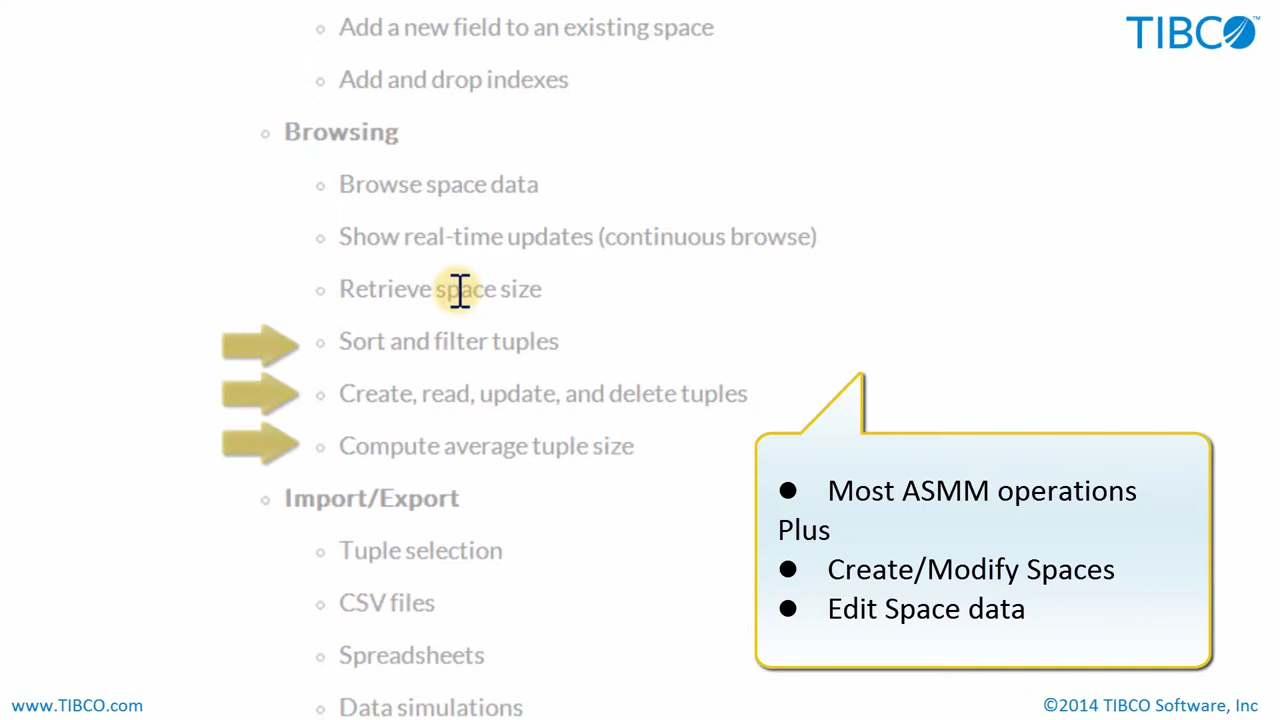 Add a new field to an existing space
TIBCO™
Add and drop indexes
Browsing
Browse space data
Show real-time updates (continuous browse)
Retrieve space size
Sort and filter tuples
Create, read, update, and delete tuples
Compute average tuple size
Import/Export
Tuple selection
CSV files
Spreadsheets
Data simulations
● Most ASMM operations
Plus
● Create/Modify Spaces
● Edit Space data
www.TIBCO.com
©2014 TIBCO Software, Inc